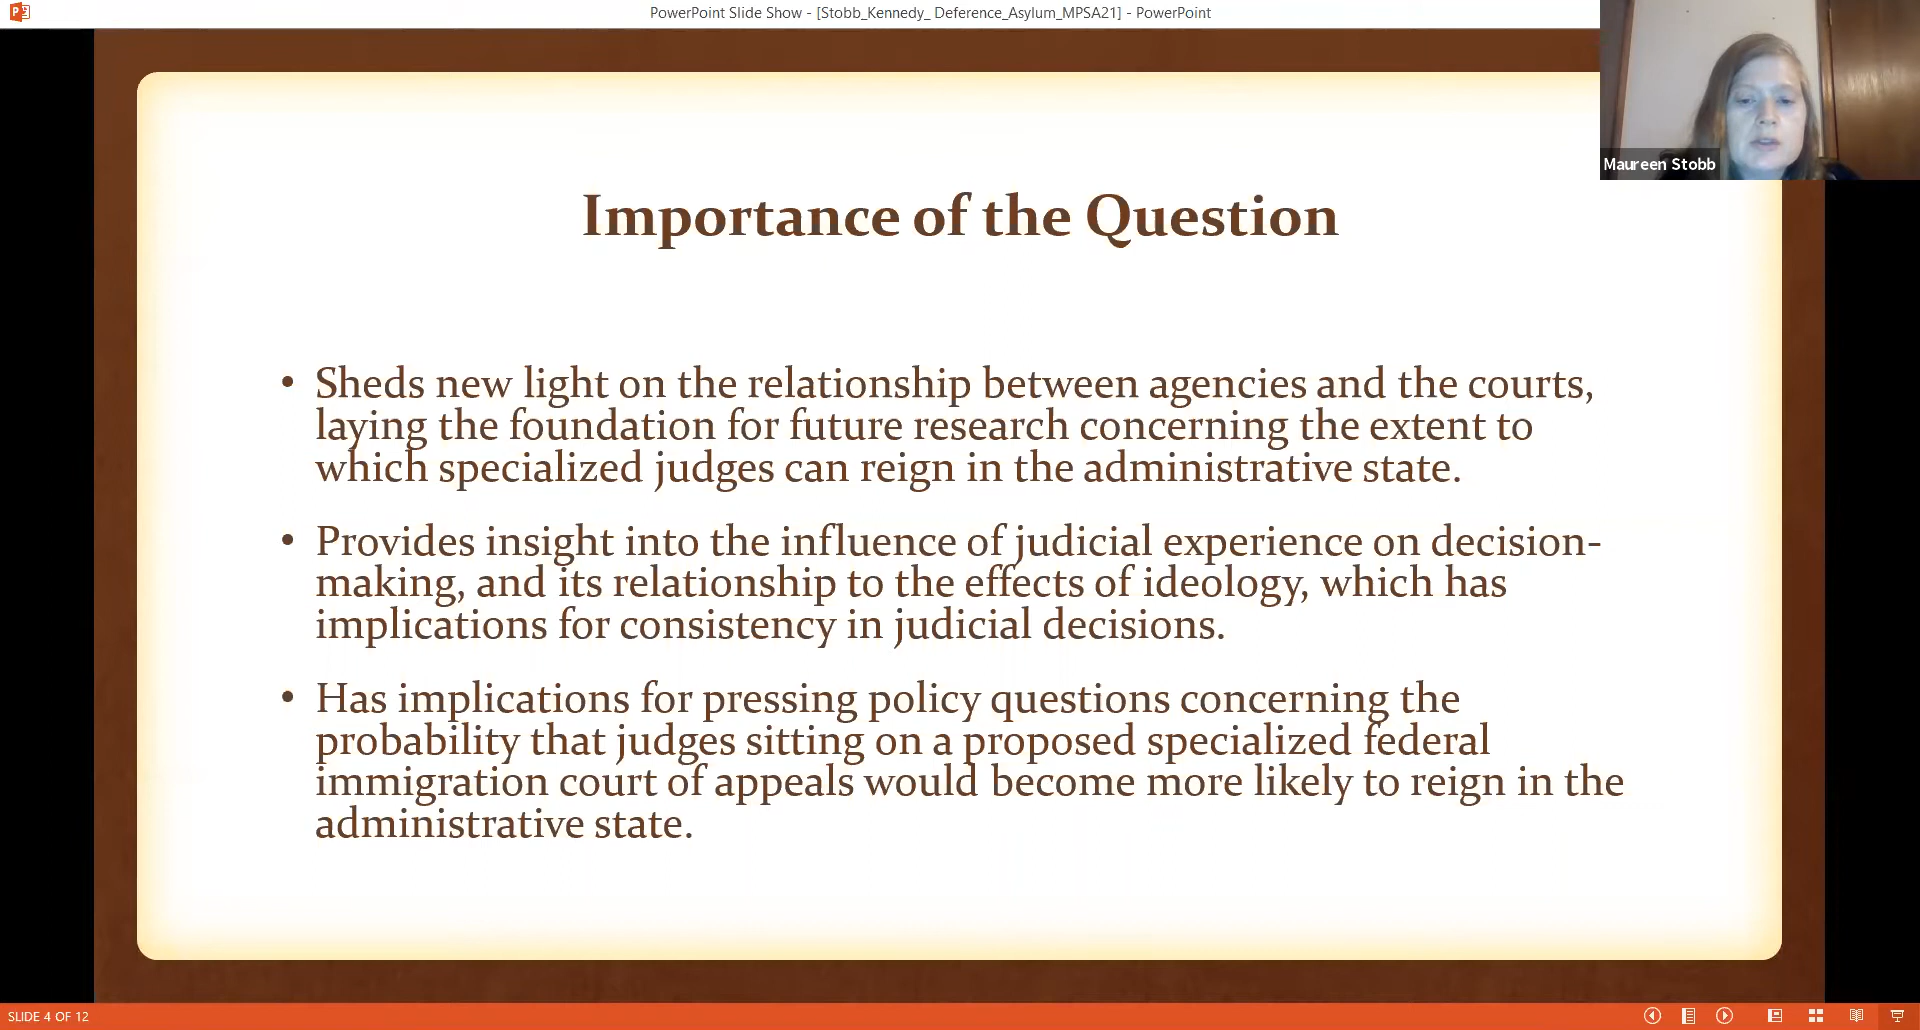 PowerPoint Slide Show - [Stobb_Kennedy_ Deference_Asylum_MPSA21] - PowerPoint
Maureen Stobb
Importance of the Question
• Sheds new light on the relationship between agencies and the courts,
laying the foundation for future research concerning the extent to
which specialized judges can reign in the administrative state.
• Provides insight into the influence of judicial experience on decision-
making, and its relationship to the effects of ideology, which has
implications for consistency in judicial decisions.
• Has implications for pressing policy questions concerning the
probability that judges sitting on a proposed specialized federal
immigration court of appeals would become more likely to reign in the
administrative state.
SLIDE 4 OF 12